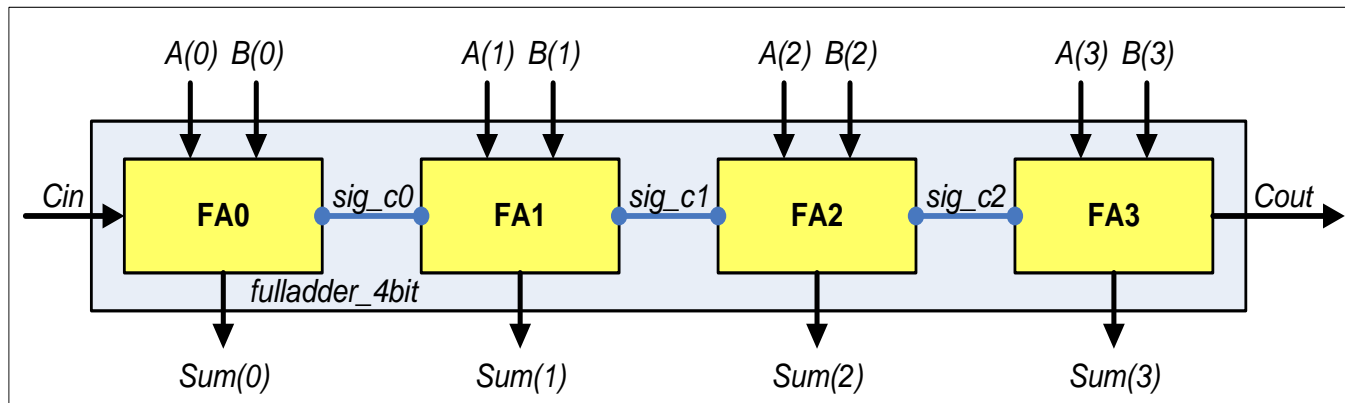 A(0) B(0) A(1) B(1) A(2) B(2) A(3) B(3)
Cin FA0 sig_c0 FA1 sig_c1 FA2 sig_c2 FA3 Cout
fulladder_4bit
Sum(0) Sum(1) Sum(2) Sum(3)